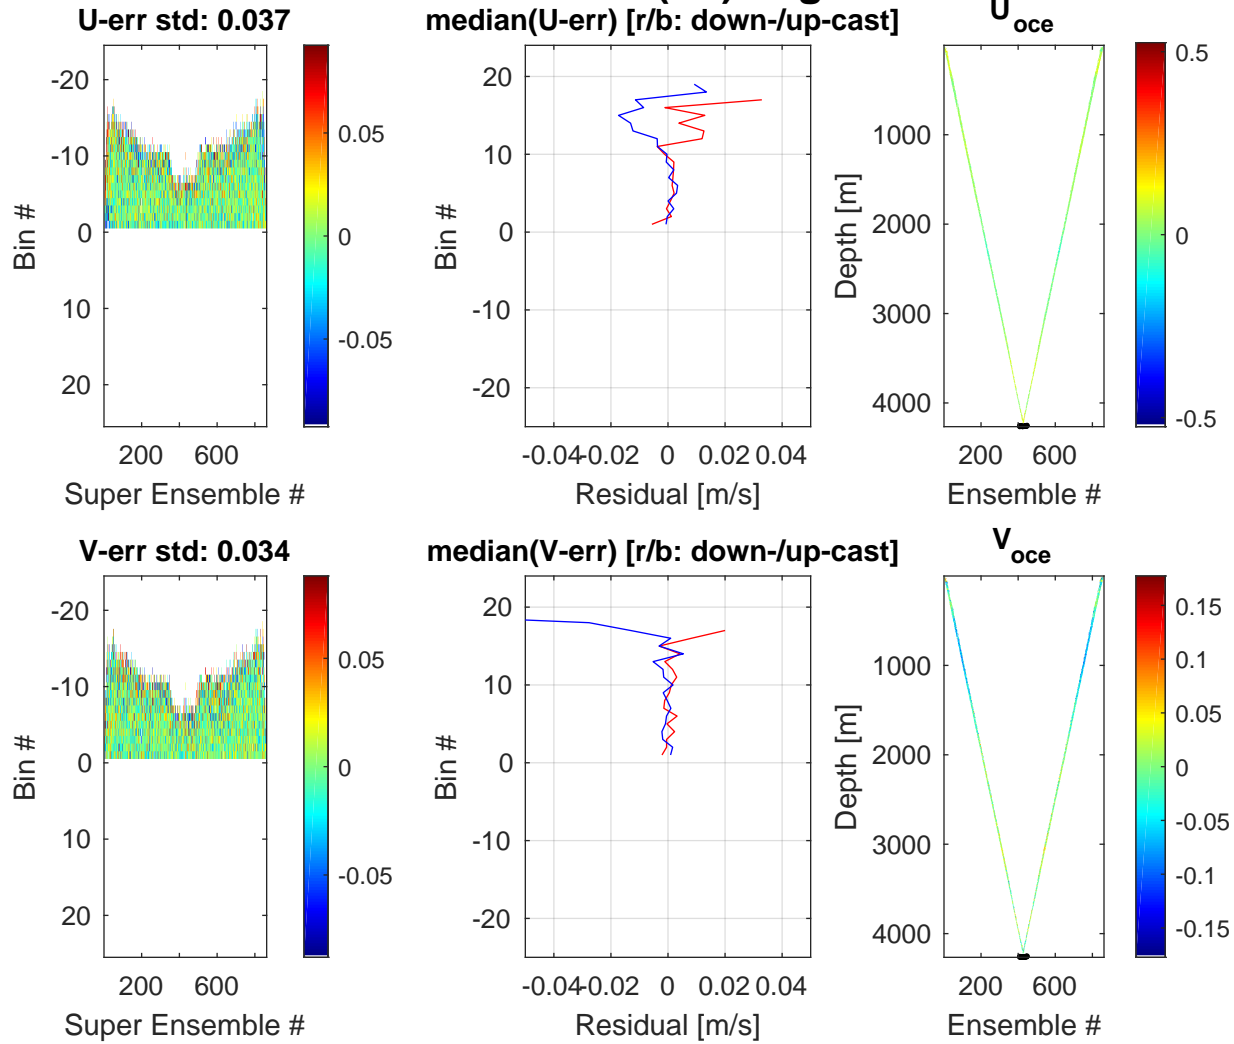 U-err std: 0.037
median(U-err) [r/b: down-/up-cast]
U_oce
-20
-10
0
10
20
Bin #
200 600
Super Ensemble #
0.05
0
-0.05
20
10
0
-10
-20
Bin #
-0.04 -0.02 0 0.02 0.04
Residual [m/s]
1000
2000
3000
4000
Depth [m]
200 600
Ensemble #
0.5
0
-0.5
V-err std: 0.034
median(V-err) [r/b: down-/up-cast]
V_oce
-20
-10
0
10
20
Bin #
200 600
Super Ensemble #
0.05
0
-0.05
20
10
0
-10
-20
Bin #
-0.04 -0.02 0 0.02 0.04
Residual [m/s]
1000
2000
3000
4000
Depth [m]
200 600
Ensemble #
0.15
0.1
0.05
0
-0.05
-0.1
-0.15